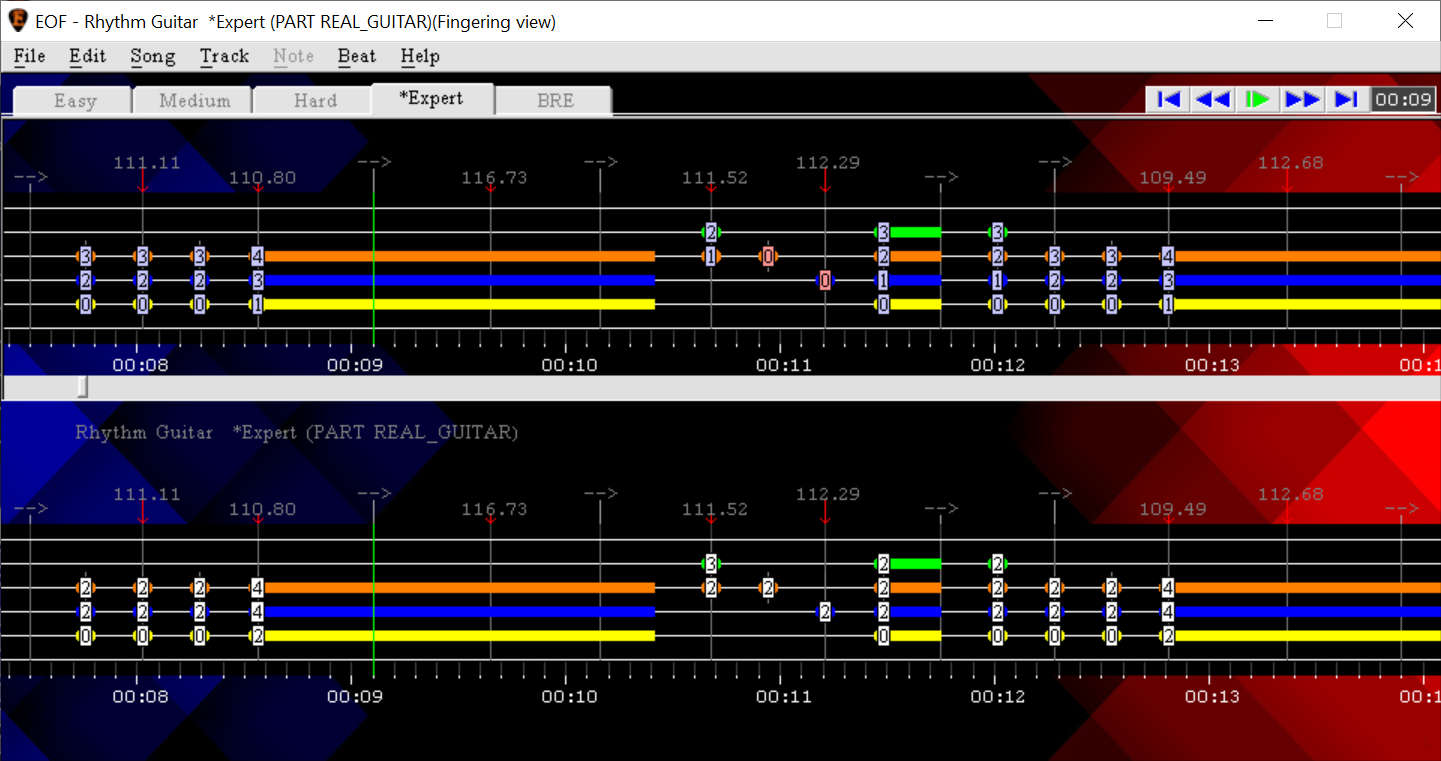 EOF - Rhythm Guitar  *Expert (PART REAL_GUITAR)(Fingering view)
File Edit Song Track Note Beat Help
Easy Medium Hard *Expert BRE 00:09
111.11 --> --> 112.29 --> 112.68
--> 110.80 116.73 111.52 --> 109.49 -->
2 3 3
3 3 3 4 1 0 2 2 3 3 4
2 2 2 3 0 1 1 2 2 3
0 0 0 1 0 0 0 0 1
00:08 00:09 00:10 00:11 00:12 00:13 00:1
Rhythm Guitar  *Expert (PART REAL_GUITAR)
111.11 --> --> 112.29 --> 112.68
--> 110.80 116.73 111.52 --> 109.49 -->
3 2 2
2 2 2 4 2 2 2 2 2 2 4
2 2 2 4 2 2 2 2 2 4
0 0 0 2 0 0 0 0 2
00:08 00:09 00:10 00:11 00:12 00:13 00:1